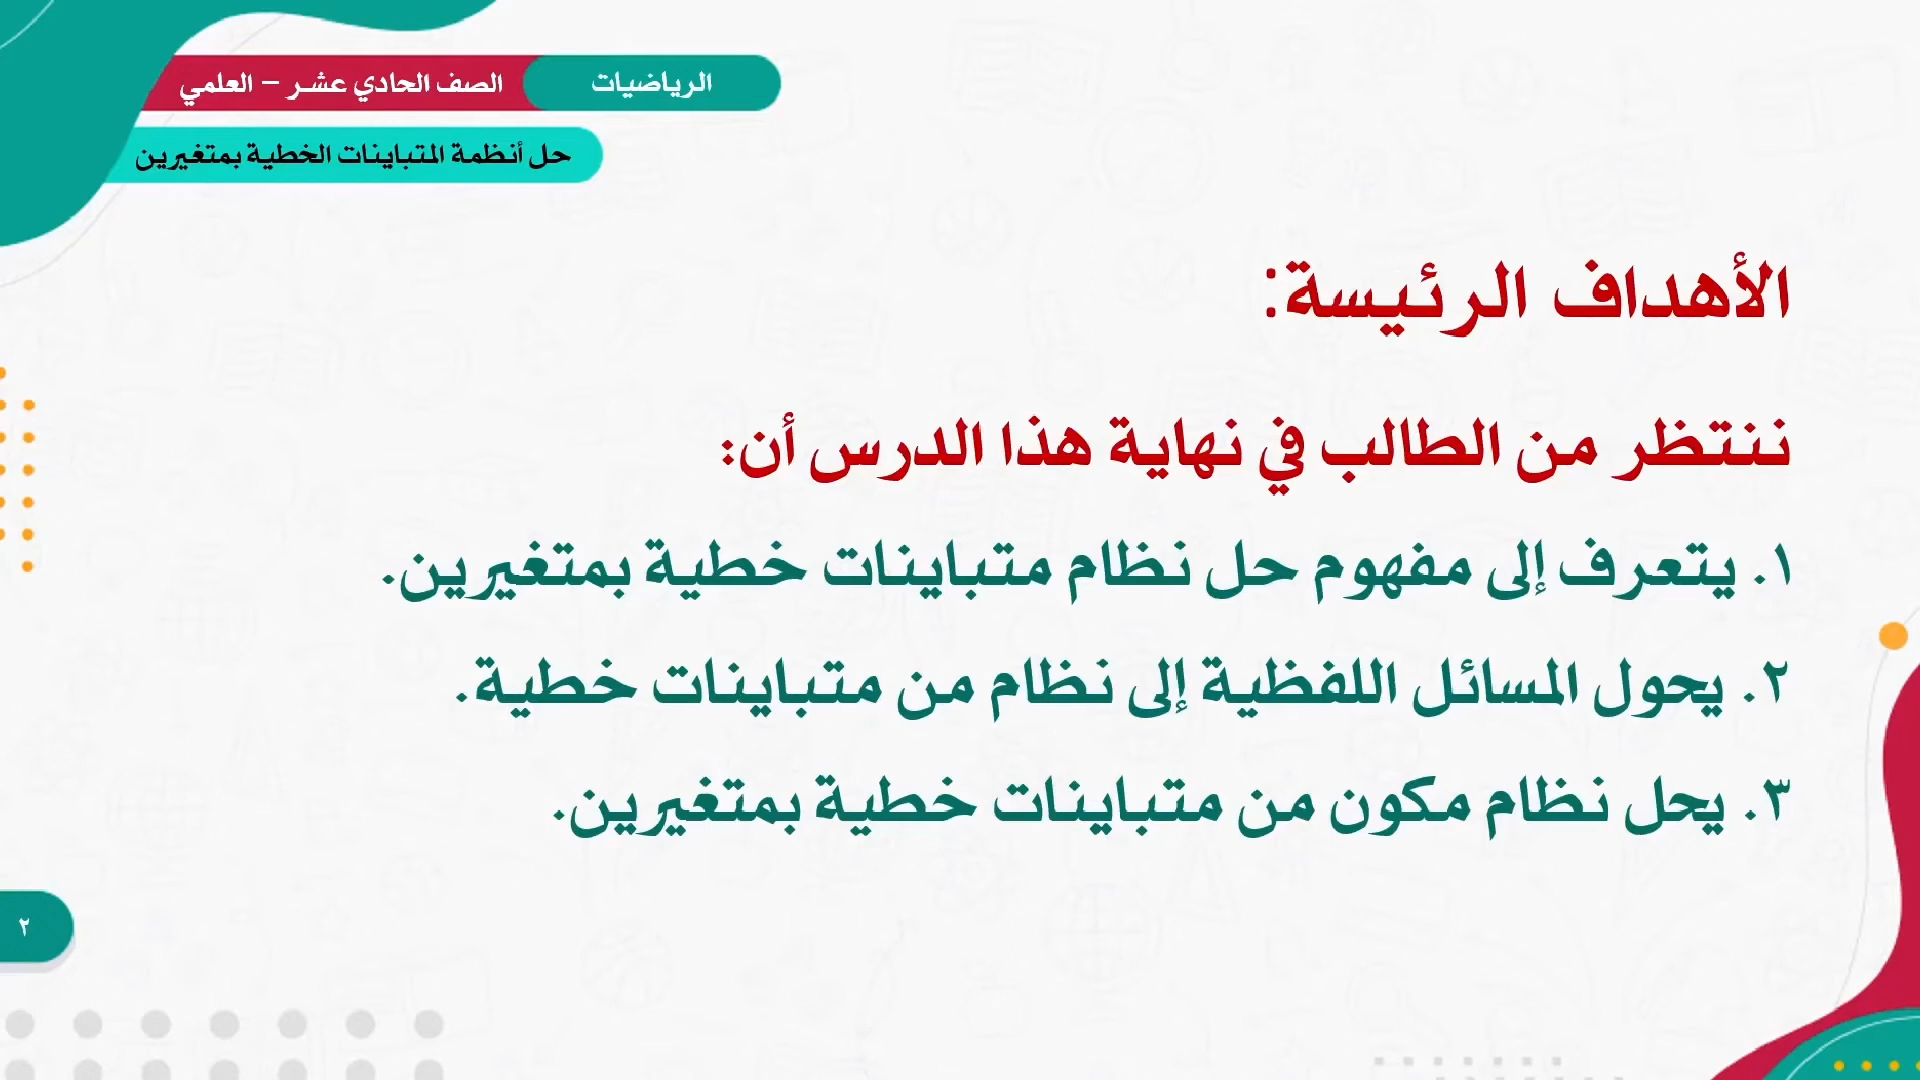 الرياضيات
الصف الحادي عشر – العلمي
حل أنظمة المتباينات الخطية بمتغيرين
الأهداف الرئيسة:
ننتظر من الطالب في نهاية هذا الدرس أن:
١. يتعرف إلى مفهوم حل نظام متباينات خطية بمتغيرين.
٢. يحول المسائل اللفظية إلى نظام من متباينات خطية.
٣. يحل نظام مكون من متباينات خطية بمتغيرين.
٢